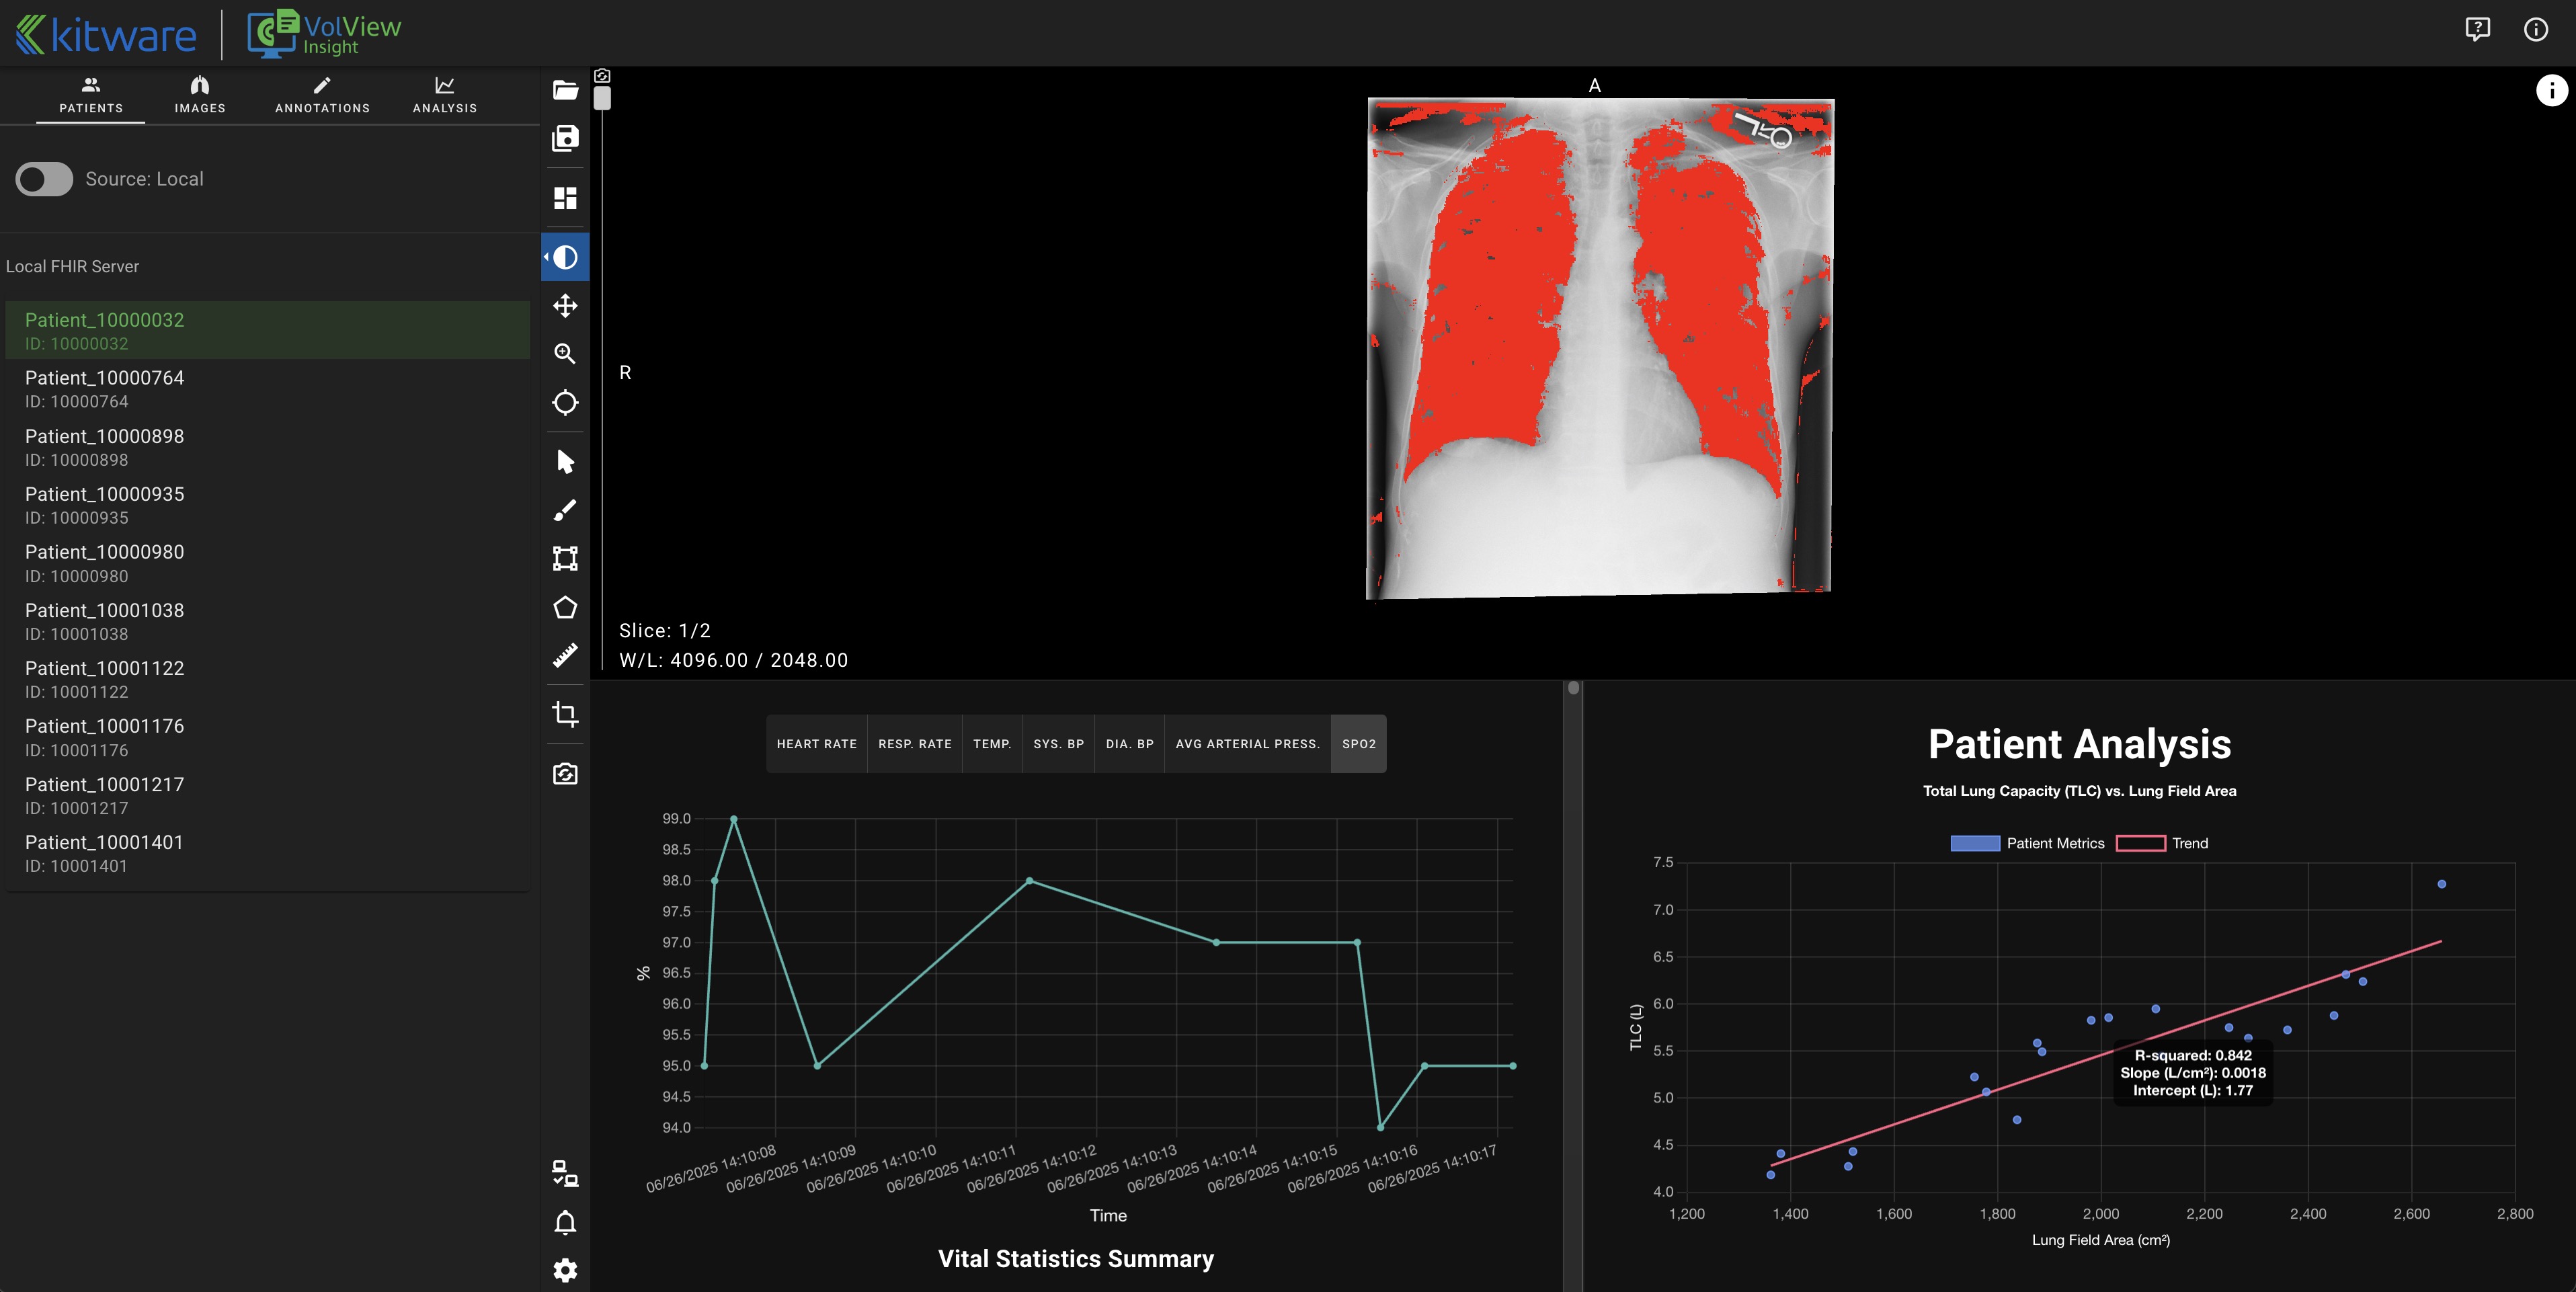 kitware
VolView
Insight
PATIENTS
IMAGES
ANNOTATIONS
ANALYSIS
Source: Local
Local FHIR Server
Patient_10000032
ID: 10000032
Patient_10000764
ID: 10000764
Patient_10000898
ID: 10000898
Patient_10000935
ID: 10000935
Patient_10000980
ID: 10000980
Patient_10001038
ID: 10001038
Patient_10001122
ID: 10001122
Patient_10001176
ID: 10001176
Patient_10001217
ID: 10001217
Patient_10001401
ID: 10001401
A
R
Slice: 1/2
W/L: 4096.00 / 2048.00
HEART RATE
RESP. RATE
TEMP.
SYS. BP
DIA. BP
AVG ARTERIAL PRESS.
SPO2
99.0
98.5
98.0
97.5
97.0
96.5
96.0
95.5
95.0
94.5
94.0
%
06/26/2025 14:10:08
06/26/2025 14:10:09
06/26/2025 14:10:10
06/26/2025 14:10:11
06/26/2025 14:10:12
06/26/2025 14:10:13
06/26/2025 14:10:14
06/26/2025 14:10:15
06/26/2025 14:10:16
06/26/2025 14:10:17
Time
Vital Statistics Summary
Patient Analysis
Total Lung Capacity (TLC) vs. Lung Field Area
Patient Metrics
Trend
7.5
7.0
6.5
6.0
5.5
5.0
4.5
4.0
TLC (L)
R-squared: 0.842
Slope (L/cm²): 0.0018
Intercept (L): 1.77
1,200
1,400
1,600
1,800
2,000
2,200
2,400
2,600
2,800
Lung Field Area (cm²)